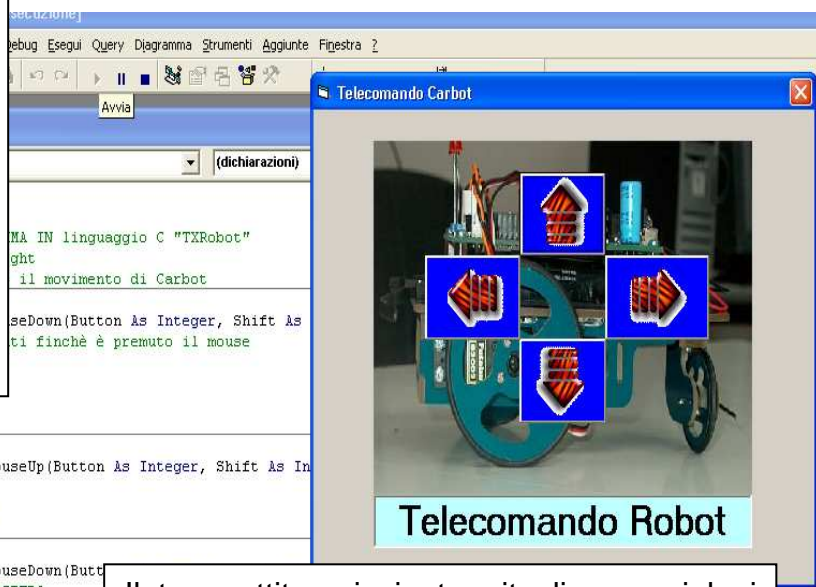 secuzione]
Debug Esegui Query Diagramma Strumenti Aggiunte Finestra ?
Avvia
Telecomando Carbot
(dichiarazioni)
MA IN linguaggio C "TXRobot"
ght
il movimento di Carbot
useDown(Button As Integer, Shift As
ti finchè è premuto il mouse
ouseUp(Button As Integer, Shift As In
Telecomando Robot
ouseDown(Butt